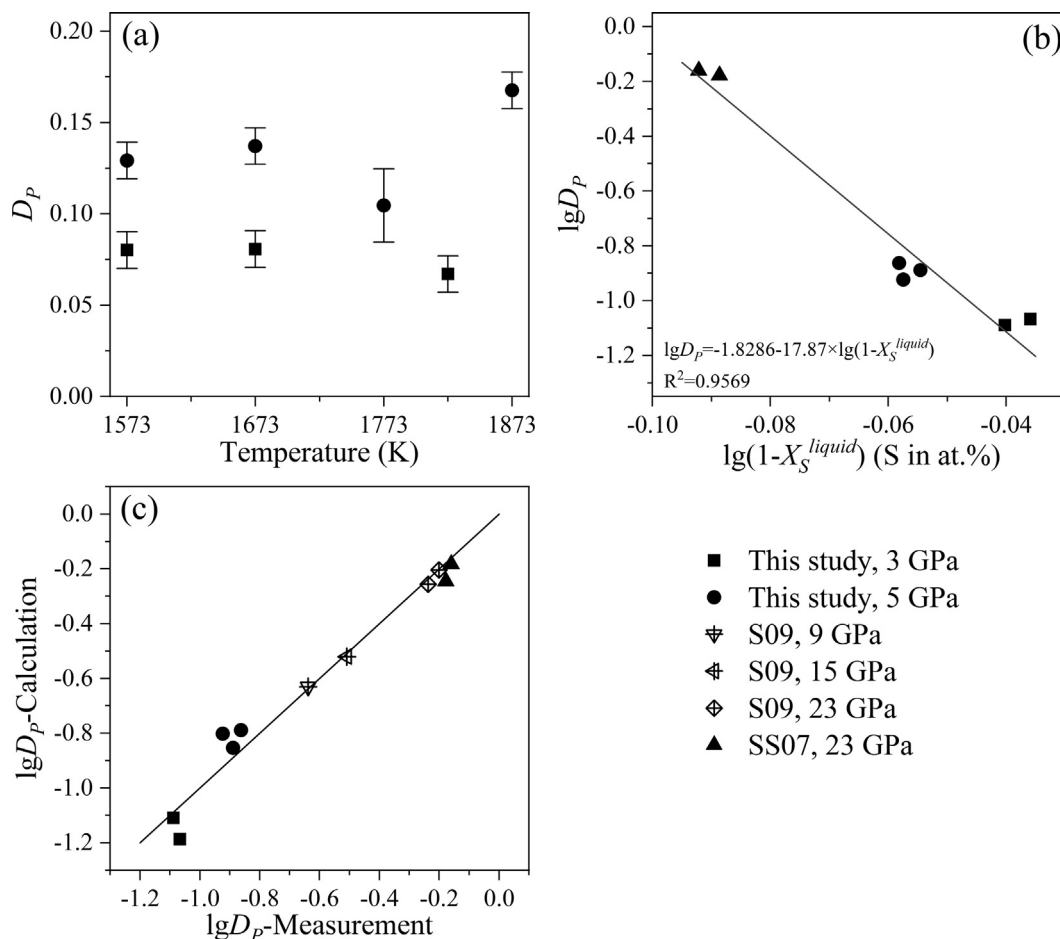 (a)
0.20
0.15
0.10
0.05
0.00
D_P
1573 1673 1773 1873
Temperature (K)
(b)
0.0
-0.2
-0.4
-0.6
-0.8
-1.0
-1.2
lgD_P
lgD_P=-1.8286-17.87×lg(1-X_S^liquid)
R²=0.9569
-0.10 -0.08 -0.06 -0.04
lg(1-X_S^liquid) (S in at.%)
(c)
0.0
-0.2
-0.4
-0.6
-0.8
-1.0
-1.2
lgD_P-Calculation
-1.2 -1.0 -0.8 -0.6 -0.4 -0.2 0.0
lgD_P-Measurement
This study, 3 GPa
This study, 5 GPa
S09, 9 GPa
S09, 15 GPa
S09, 23 GPa
SS07, 23 GPa